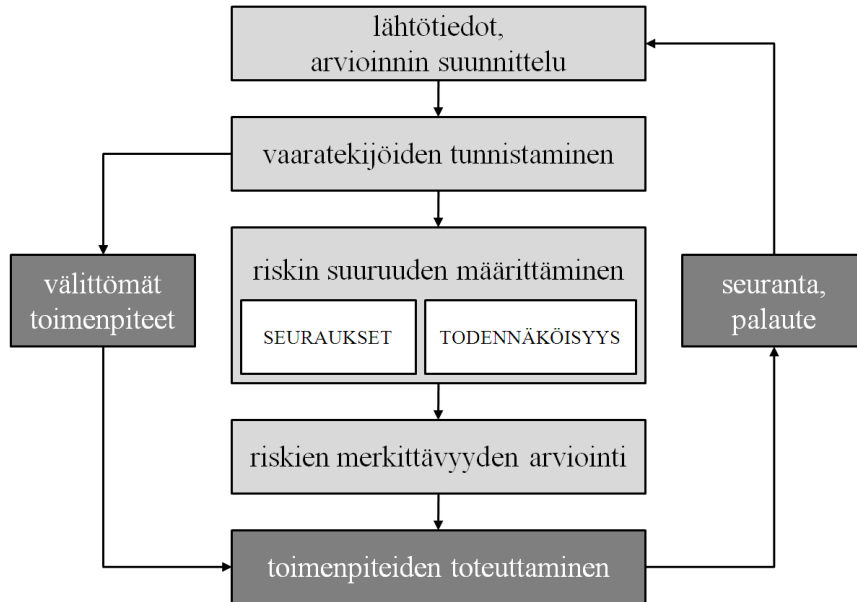 lähtötiedot,
arvioinnin suunnittelu
vaaratekijöiden tunnistaminen
riskin suuruuden määrittäminen
SEURAUKSET
TODENNÄKÖISYYS
välittömät
toimenpiteet
seuranta,
palaute
riskien merkittävyyden arviointi
toimenpiteiden toteuttaminen